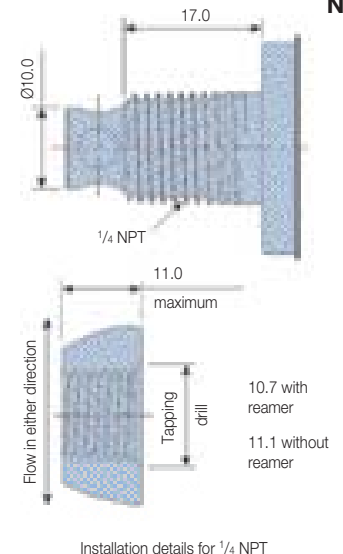 N
17.0
Ø10.0
1/4 NPT
11.0
maximum
Flow in either direction
Tapping
drill
10.7 with
reamer
11.1 without
reamer
Installation details for 1/4 NPT